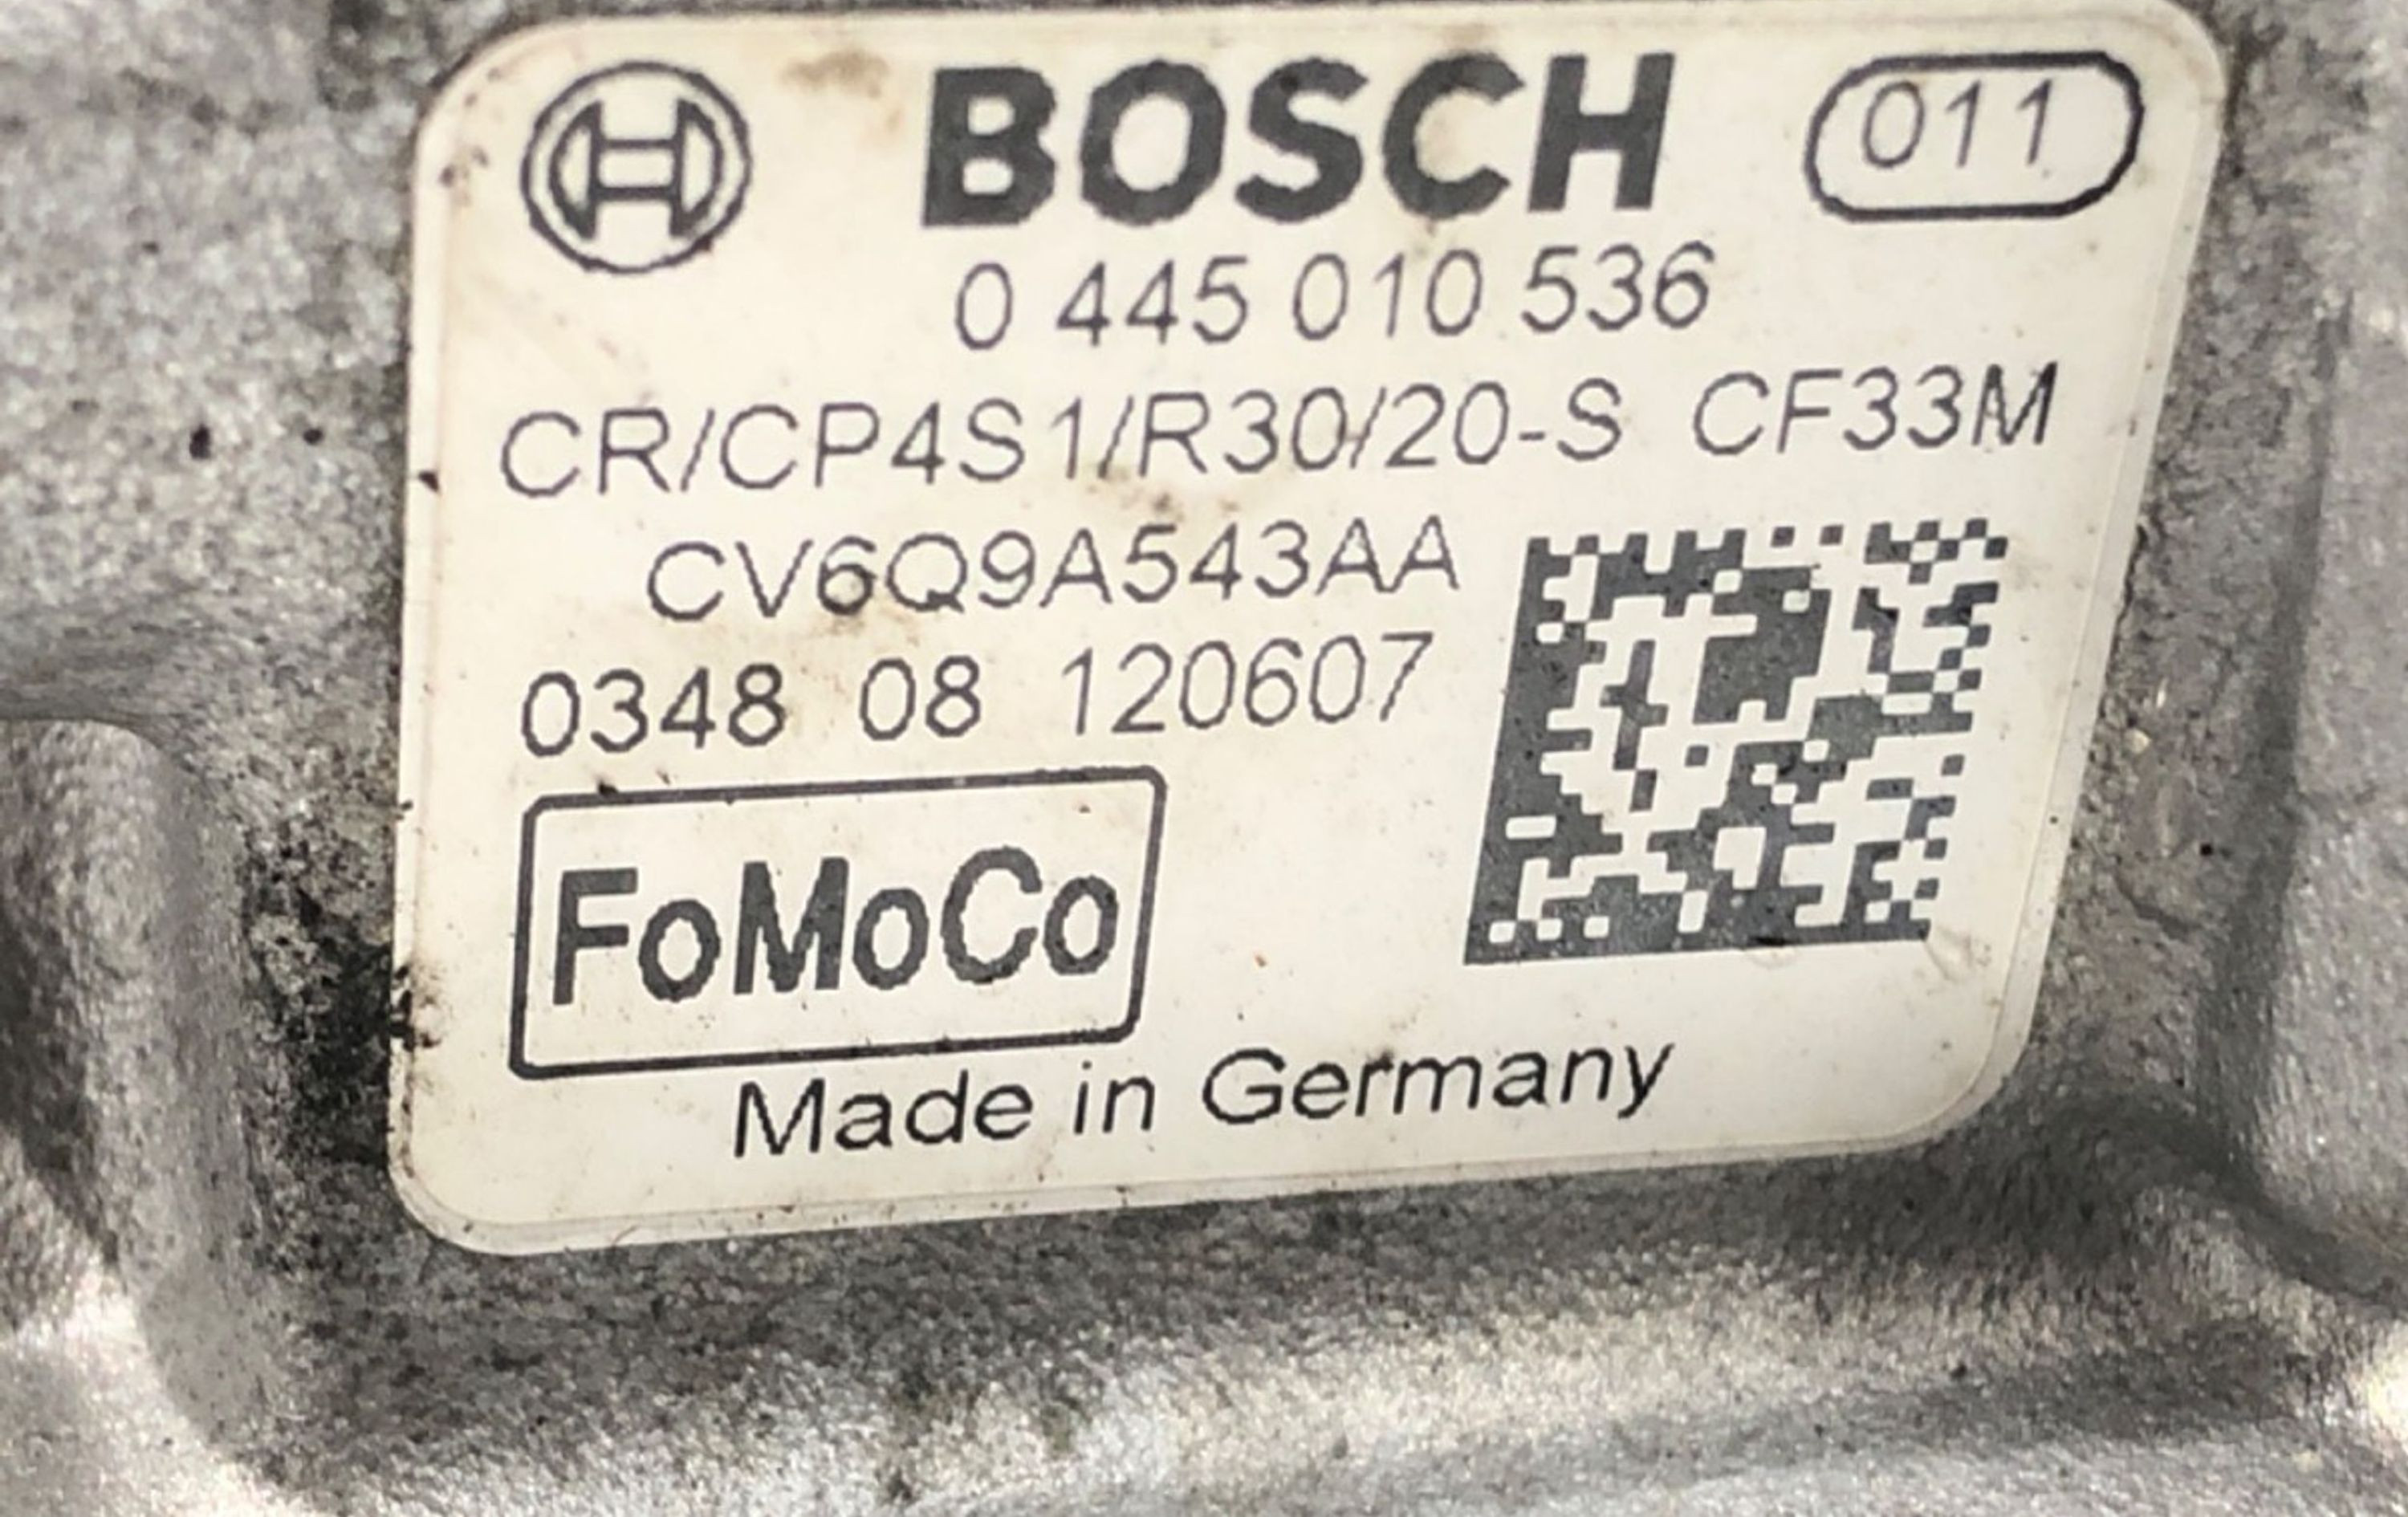 BOSCH 011
0 445 010 536
CR/CP4S1/R30/20-S CF33M
CV6Q9A543AA
0348 08 120607
FoMoCo
Made in Germany